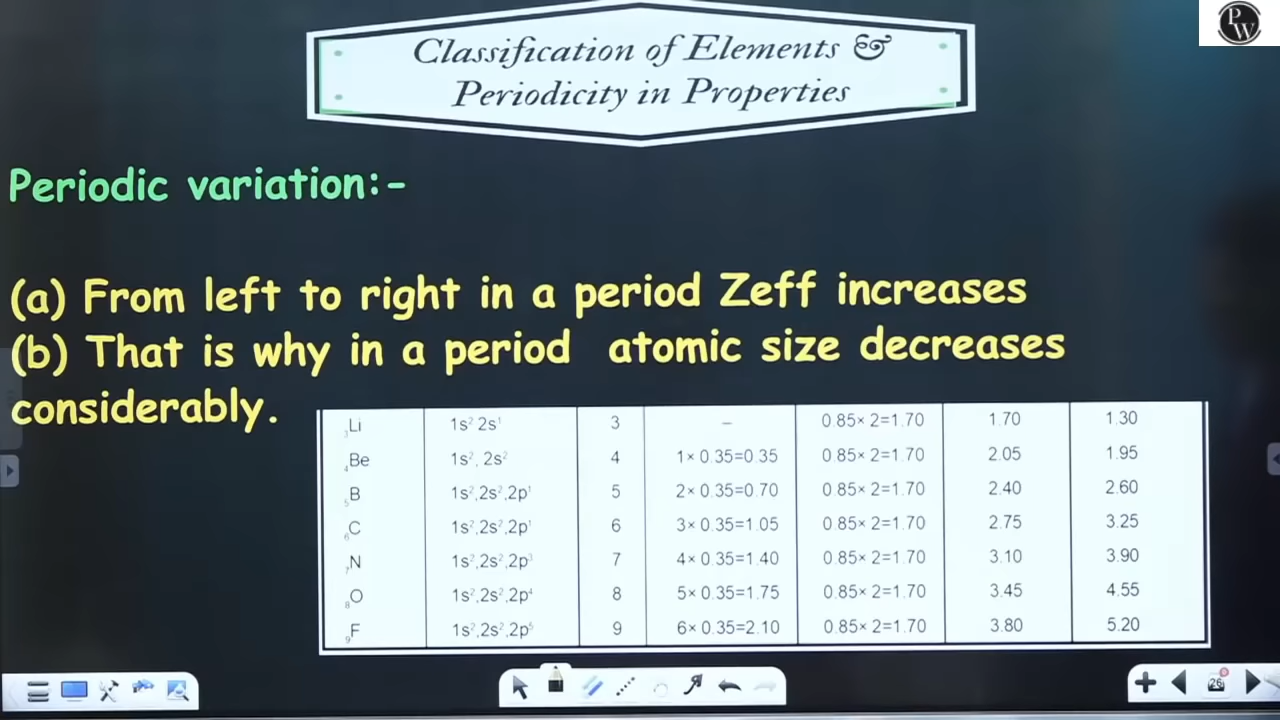 PW
Classification of Elements &
Periodicity in Properties
Periodic variation:-
(a) From left to right in a period Zeff increases
(b) That is why in a period atomic size decreases
considerably.
₃Li 1s² 2s¹ 3 – 0.85× 2=1.70 1.70 1.30
₄Be 1s², 2s² 4 1× 0.35=0.35 0.85× 2=1.70 2.05 1.95
₅B 1s²,2s²,2p¹ 5 2× 0.35=0.70 0.85× 2=1.70 2.40 2.60
₆C 1s²,2s²,2p¹ 6 3× 0.35=1.05 0.85× 2=1.70 2.75 3.25
₇N 1s²,2s²,2p³ 7 4× 0.35=1.40 0.85× 2=1.70 3.10 3.90
₈O 1s²,2s²,2p⁴ 8 5× 0.35=1.75 0.85× 2=1.70 3.45 4.55
₉F 1s²,2s²,2p⁵ 9 6× 0.35=2.10 0.85× 2=1.70 3.80 5.20
26